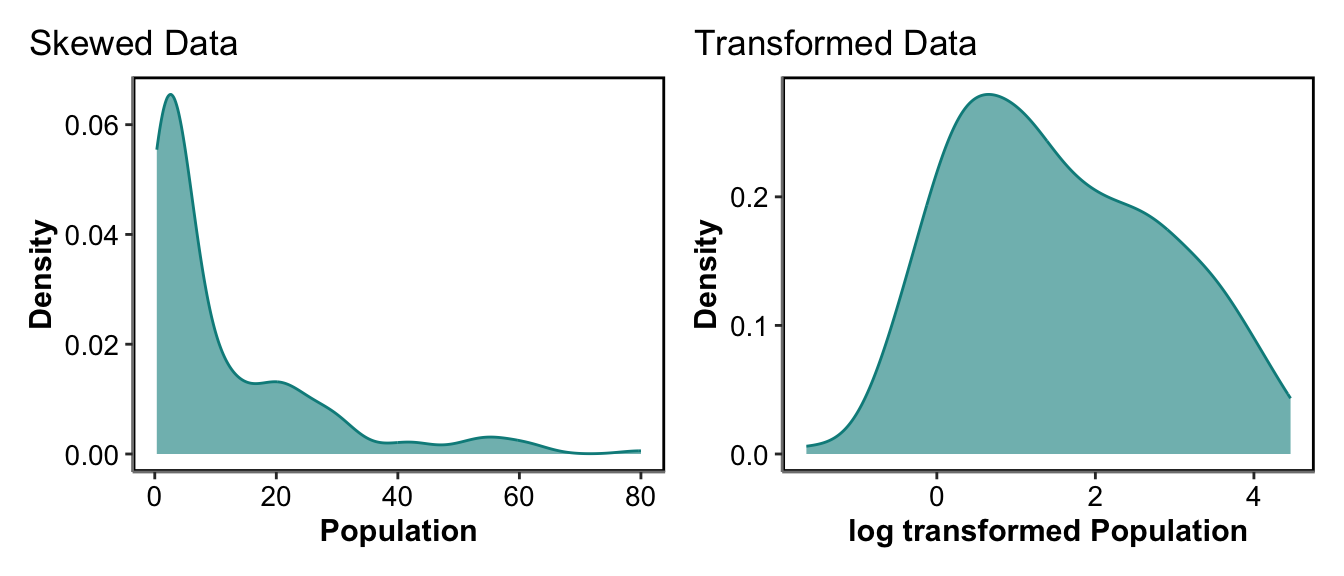 Skewed Data
Density
0.06
0.04
0.02
0.00
0 20 40 60 80
Population
Transformed Data
Density
0.2
0.1
0.0
0 2 4
log transformed Population